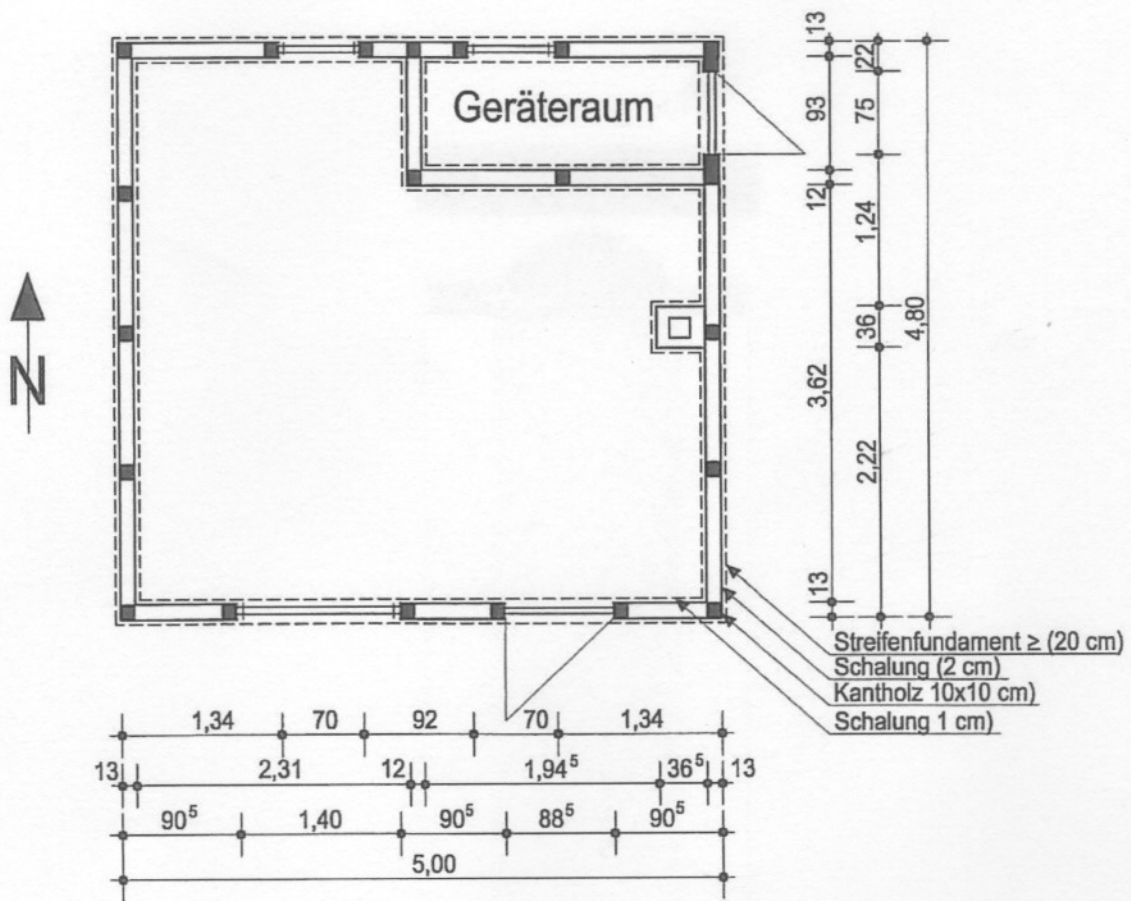 Geräteraum
N
13
93
12
3,62
13
22
75
1,24
36
2,22
4,80
Streifenfundament ≥ (20 cm)
Schalung (2 cm)
Kantholz 10x10 cm)
Schalung 1 cm)
1,34 70 92 70 1,34
13 2,31 12 1,94⁵ 36⁵ 13
90⁵ 1,40 90⁵ 88⁵ 90⁵
5,00